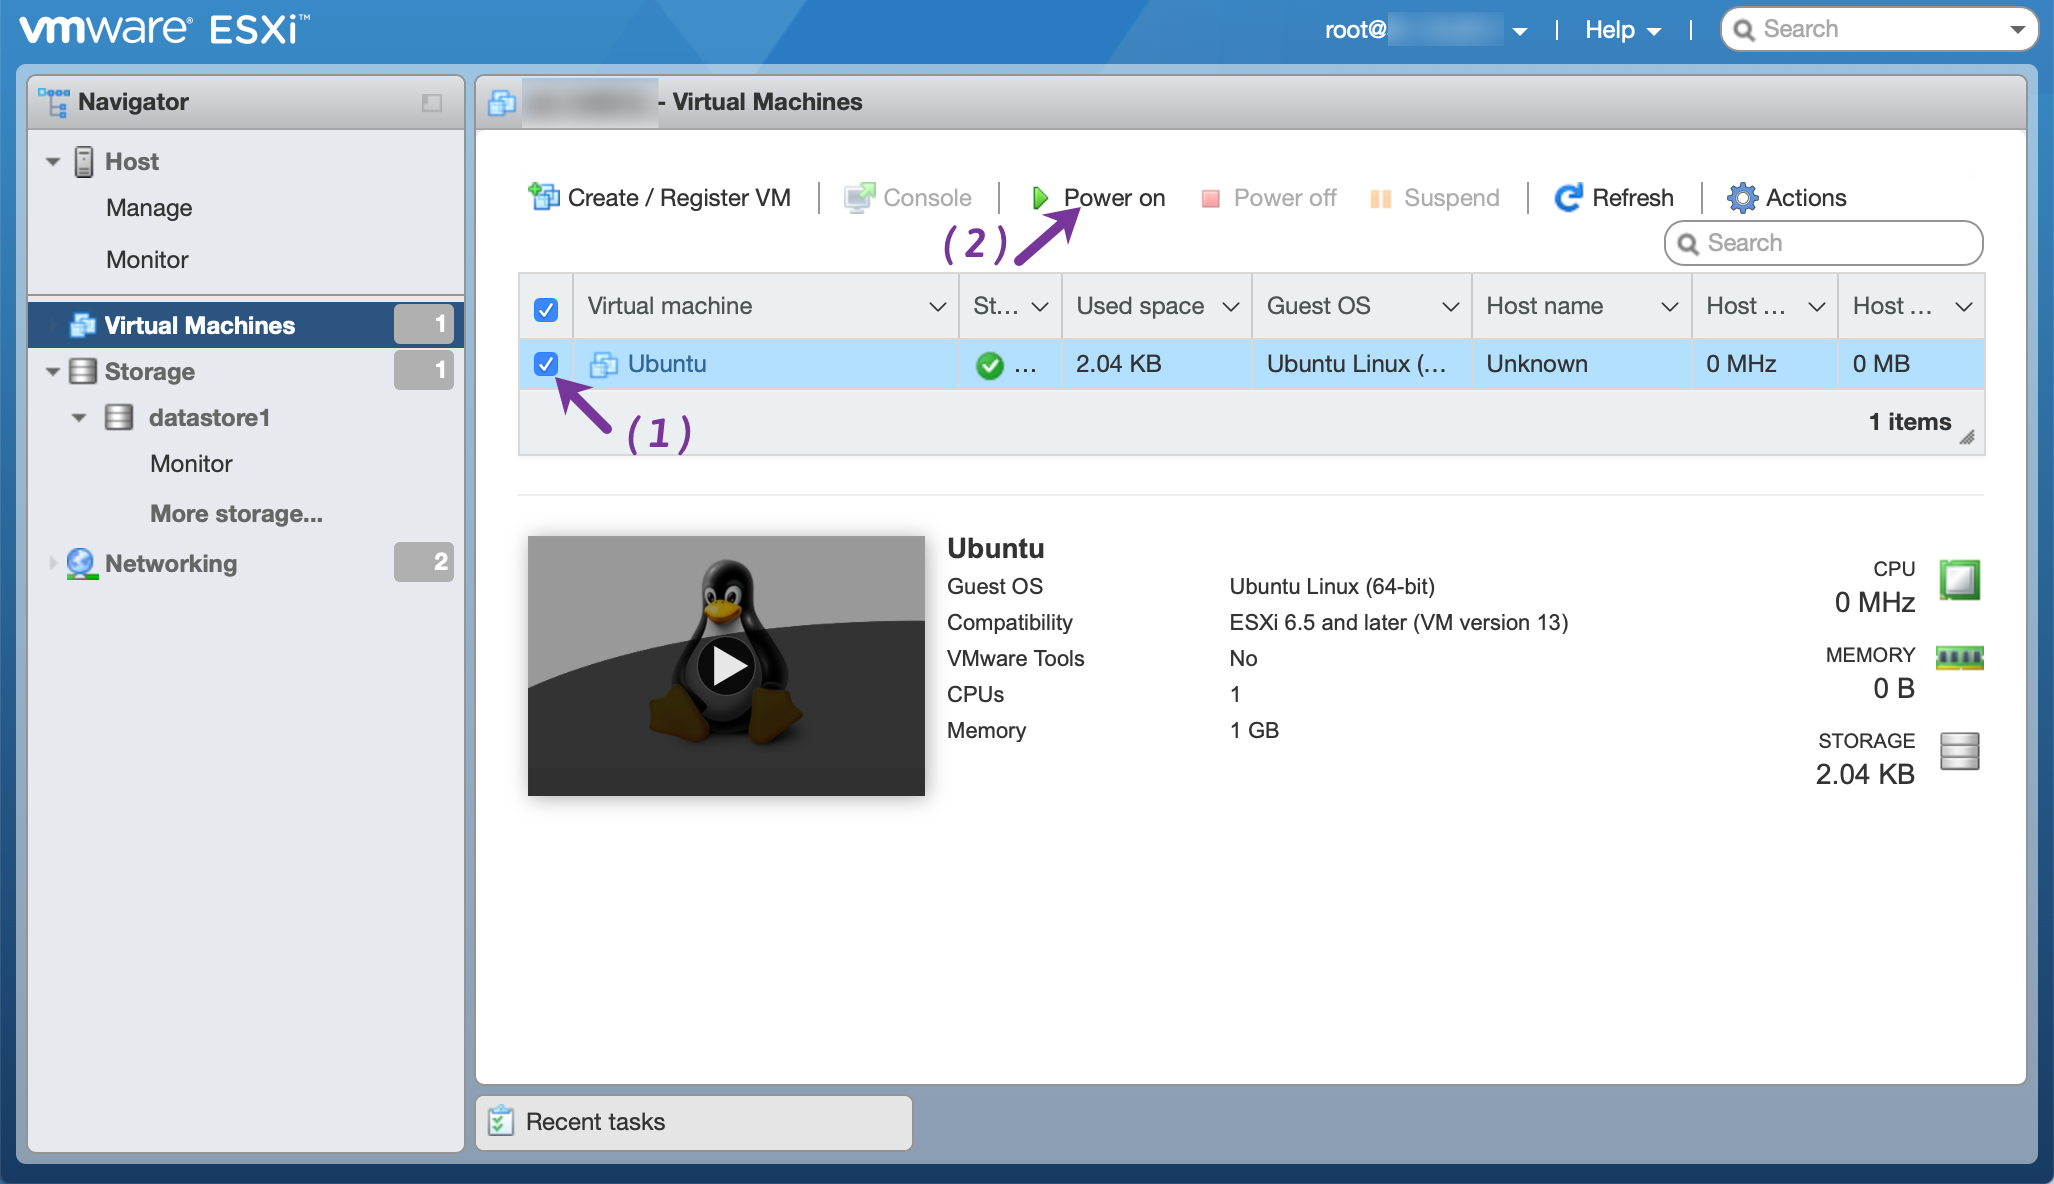 vmware® ESXi™
root@
Help
Search
Navigator
- Virtual Machines
Host
Manage
Monitor
Virtual Machines 1
Storage 1
datastore1
Monitor
More storage...
Networking 2
Create / Register VM
Console
Power on
Power off
Suspend
Refresh
Actions
(2)
Search
Virtual machine
St...
Used space
Guest OS
Host name
Host ...
Host ...
Ubuntu
...
2.04 KB
Ubuntu Linux (...
Unknown
0 MHz
0 MB
(1)
1 items
Ubuntu
Guest OS Ubuntu Linux (64-bit)
Compatibility ESXi 6.5 and later (VM version 13)
VMware Tools No
CPUs 1
Memory 1 GB
CPU
0 MHz
MEMORY
0 B
STORAGE
2.04 KB
Recent tasks